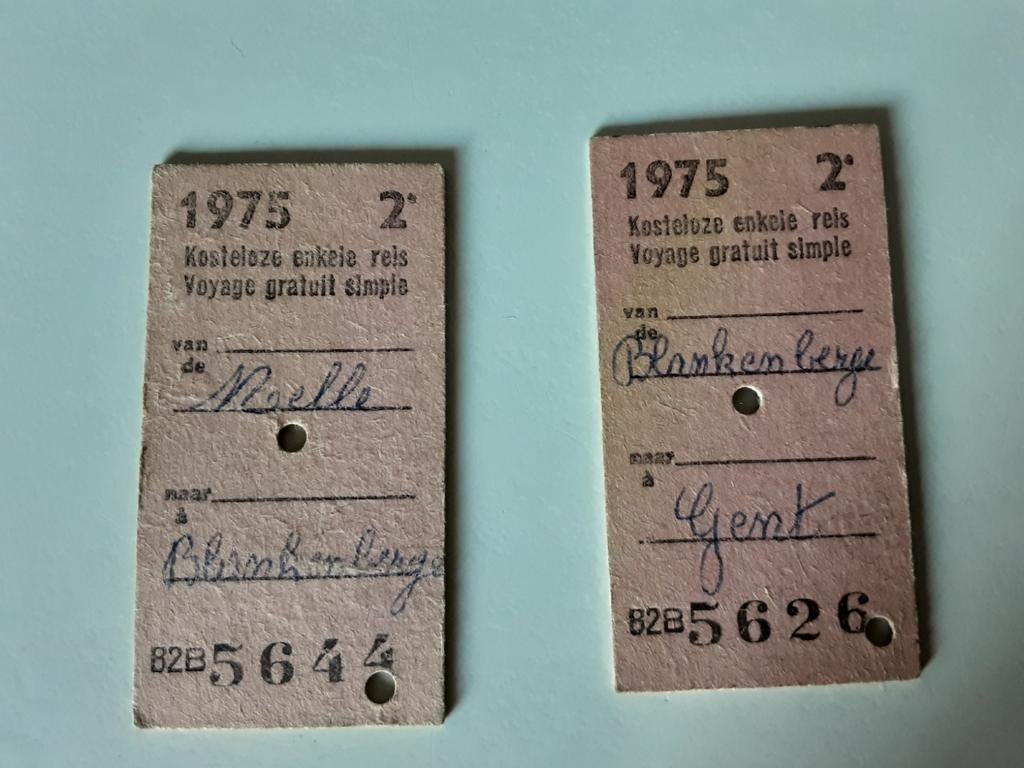 1975 2e
Kosteloze enkele reis
Voyage gratuit simple
van
de
Melle
naar
à
Blankenberge
82B 5644
1975 2e
Kosteloze enkele reis
Voyage gratuit simple
van
de
Blankenberge
naar
à
Gent
82B 5626